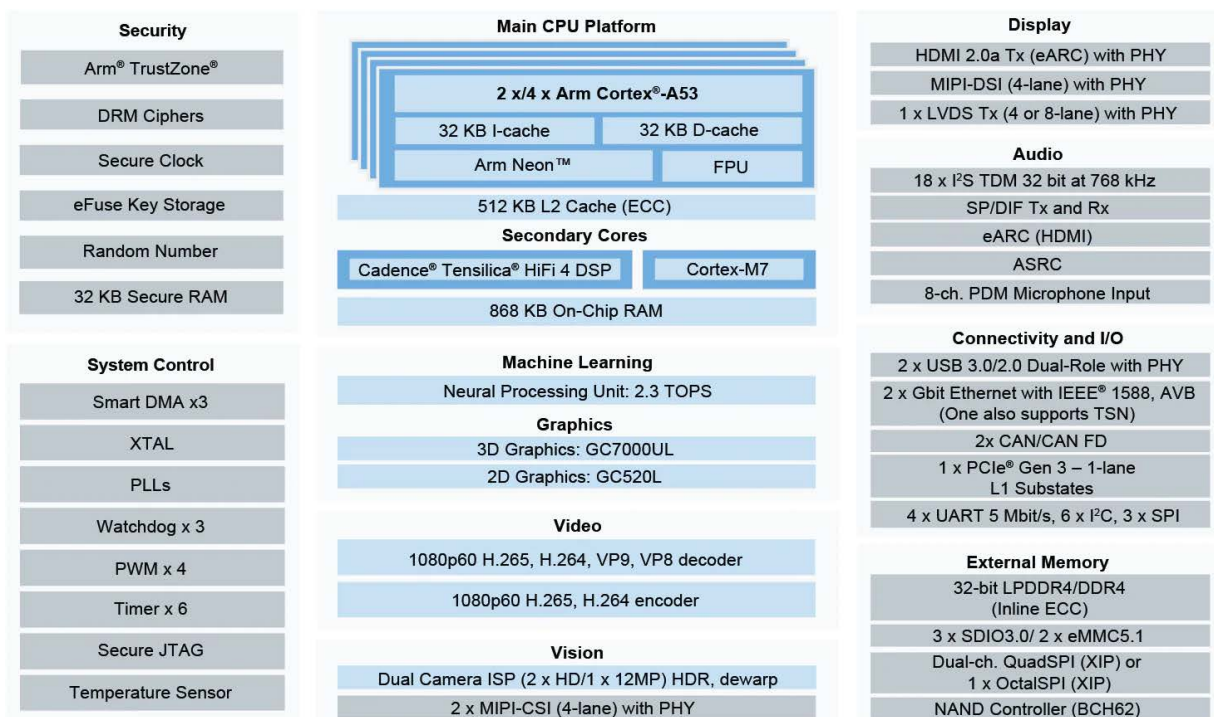 Security
Arm® TrustZone®
DRM Ciphers
Secure Clock
eFuse Key Storage
Random Number
32 KB Secure RAM
System Control
Smart DMA x3
XTAL
PLLs
Watchdog x 3
PWM x 4
Timer x 6
Secure JTAG
Temperature Sensor
Main CPU Platform
2 x/4 x Arm Cortex®-A53
32 KB I-cache
32 KB D-cache
Arm Neon™
FPU
512 KB L2 Cache (ECC)
Secondary Cores
Cadence® Tensilica® HiFi 4 DSP
Cortex-M7
868 KB On-Chip RAM
Machine Learning
Neural Processing Unit: 2.3 TOPS
Graphics
3D Graphics: GC7000UL
2D Graphics: GC520L
Video
1080p60 H.265, H.264, VP9, VP8 decoder
1080p60 H.265, H.264 encoder
Vision
Dual Camera ISP (2 x HD/1 x 12MP) HDR, dewarp
2 x MIPI-CSI (4-lane) with PHY
Display
HDMI 2.0a Tx (eARC) with PHY
MIPI-DSI (4-lane) with PHY
1 x LVDS Tx (4 or 8-lane) with PHY
Audio
18 x I²S TDM 32 bit at 768 kHz
SP/DIF Tx and Rx
eARC (HDMI)
ASRC
8-ch. PDM Microphone Input
Connectivity and I/O
2 x USB 3.0/2.0 Dual-Role with PHY
2 x Gbit Ethernet with IEEE® 1588, AVB
(One also supports TSN)
2x CAN/CAN FD
1 x PCIe® Gen 3 – 1-lane
L1 Substates
4 x UART 5 Mbit/s, 6 x I²C, 3 x SPI
External Memory
32-bit LPDDR4/DDR4
(Inline ECC)
3 x SDIO3.0/ 2 x eMMC5.1
Dual-ch. QuadSPI (XIP) or
1 x OctalSPI (XIP)
NAND Controller (BCH62)